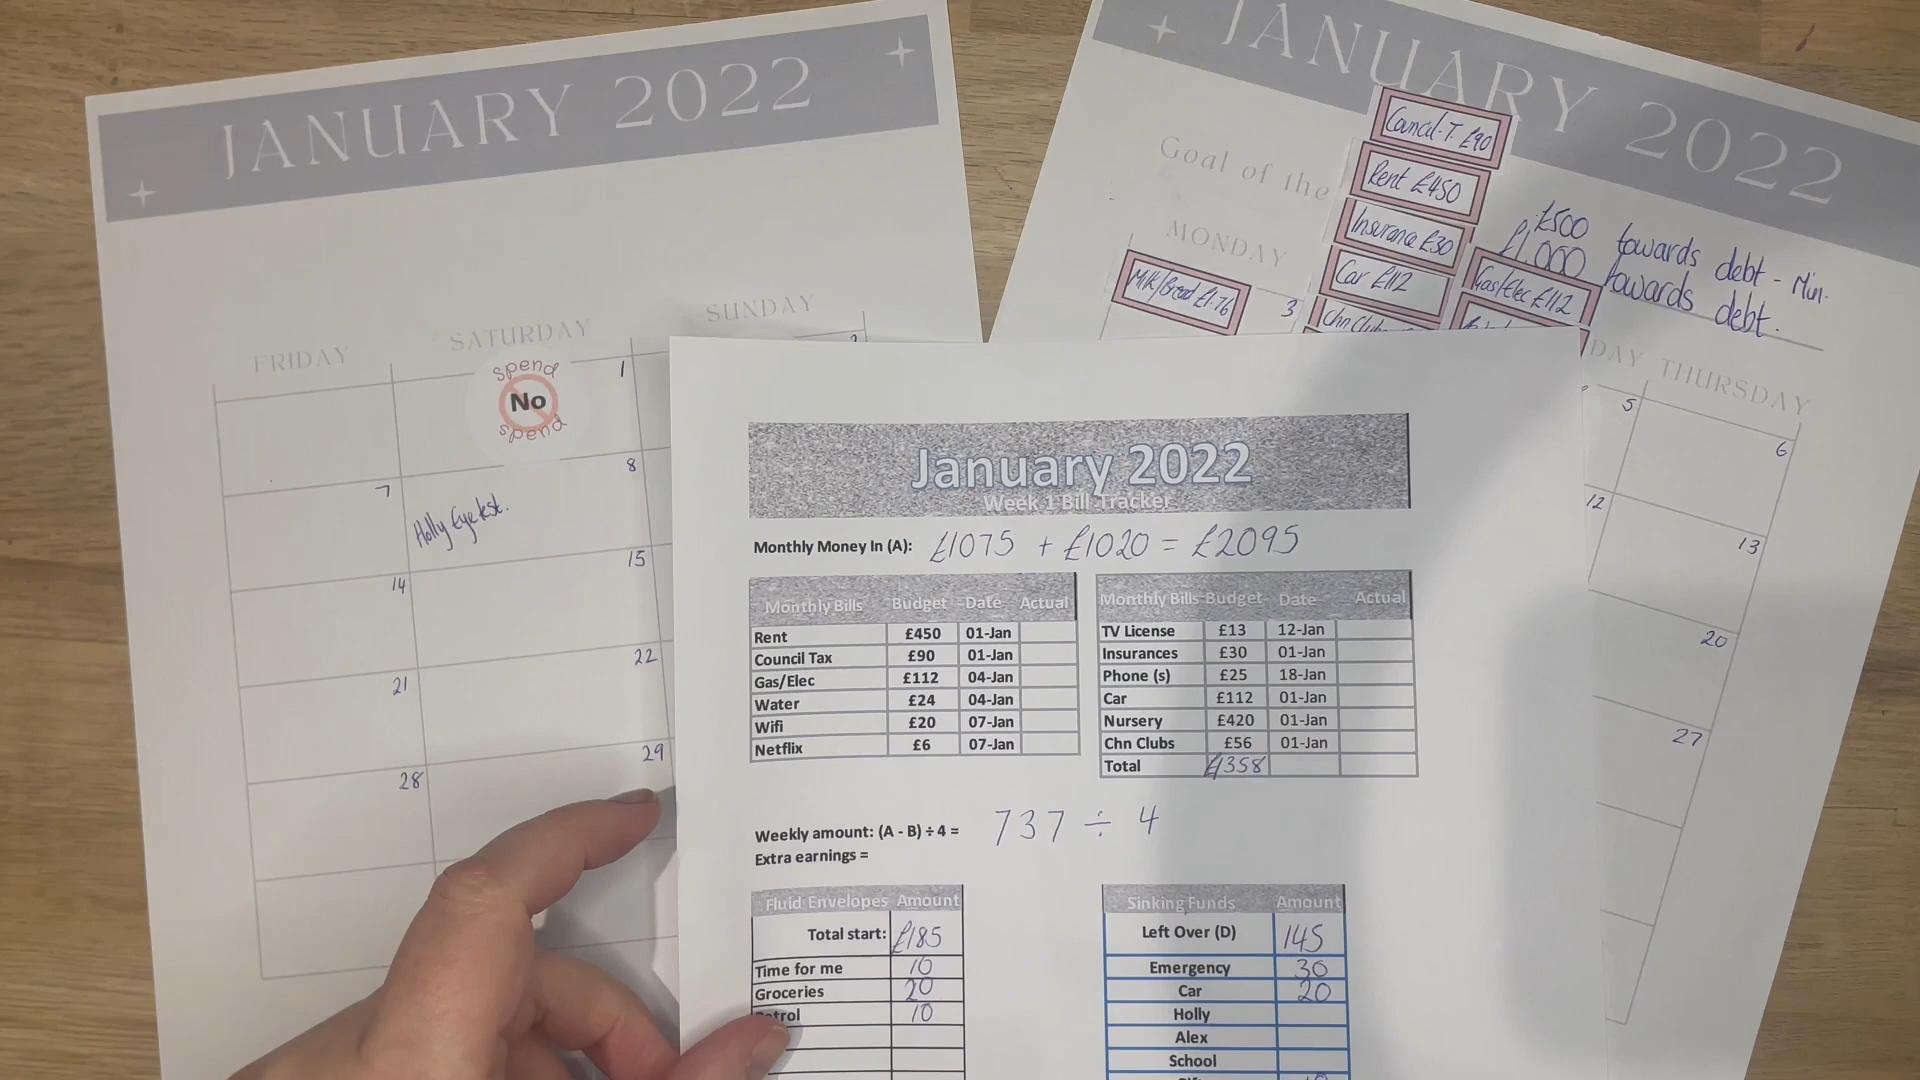 JANUARY 2022
FRIDAY SATURDAY SUNDAY
spend
No
spend
1
2
7
8
Holly Eyetest.
14
15
21
22
28
29
JANUARY 2022
Goal of the
£500 towards debt - Min.
£1,000 towards debt.
Council-T. £90
Rent £450
Insurance £30
Car £112
Chn Clubs
Gas/Elec £112
MONDAY
Milk/Bread £1.76
3
DAY THURSDAY
5
6
12
13
20
27
January 2022
Week 1 Bill Tracker
Monthly Money In (A): £1075 + £1020 = £2095
Monthly Bills Budget Date Actual
Rent £450 01-Jan
Council Tax £90 01-Jan
Gas/Elec £112 04-Jan
Water £24 04-Jan
Wifi £20 07-Jan
Netflix £6 07-Jan
Monthly Bills Budget Date Actual
TV License £13 12-Jan
Insurances £30 01-Jan
Phone (s) £25 18-Jan
Car £112 01-Jan
Nursery £420 01-Jan
Chn Clubs £56 01-Jan
Total £1358
Weekly amount: (A - B) ÷ 4 = 737 ÷ 4
Extra earnings =
Fluid Envelopes Amount
Total start: £185
Time for me 10
Groceries 20
Petrol 10
Sinking Funds Amount
Left Over (D) 145
Emergency 30
Car 20
Holly
Alex
School